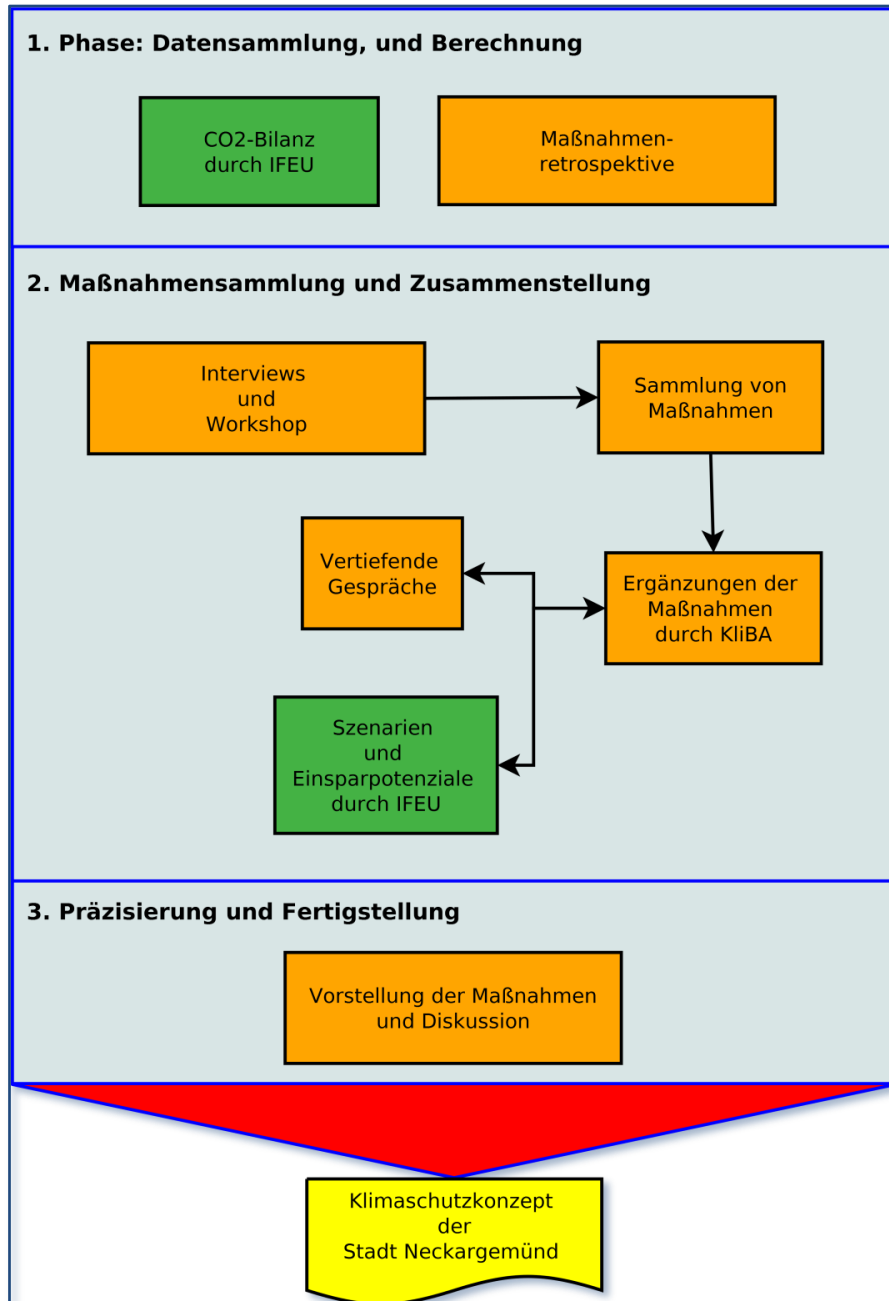 1. Phase: Datensammlung, und Berechnung
CO2-Bilanz
durch IFEU
Maßnahmen-
retrospektive
2. Maßnahmensammlung und Zusammenstellung
Interviews
und
Workshop
Sammlung von
Maßnahmen
Vertiefende
Gespräche
Ergänzungen der
Maßnahmen
durch KliBA
Szenarien
und
Einsparpotenziale
durch IFEU
3. Präzisierung und Fertigstellung
Vorstellung der Maßnahmen
und Diskussion
Klimaschutzkonzept
der
Stadt Neckargemünd